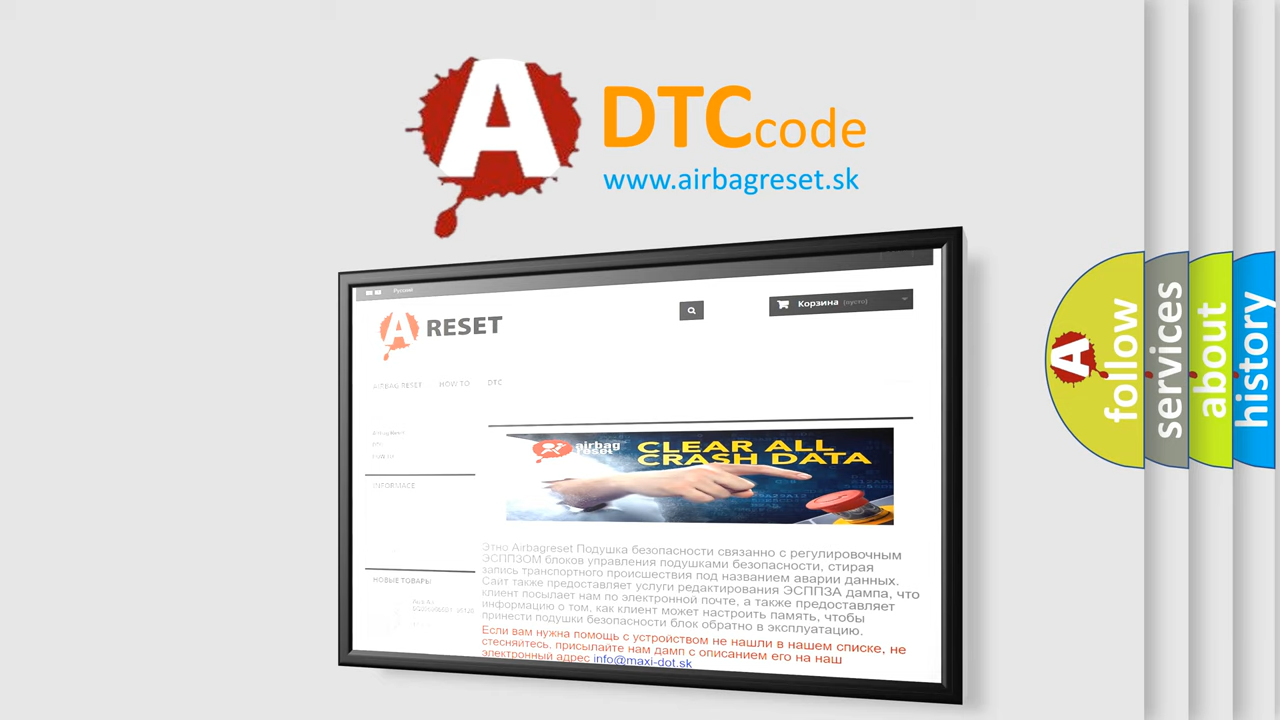 A DTCcode
www.airbagreset.sk
Русский
A RESET
Корзина (пусто)
AIRBAG RESET HOW TO DTC
INFORMACE
НОВЫЕ ТОВАРЫ
airbag
reset
CLEAR ALL
CRASH DATA
Этно Airbagreset Подушка безопасности связанно с регулировочным
ЭСППЗОМ блоков управления подушками безопасности, стирая
запись транспортного происшествия под названием аварии данных.
Сайт также предоставляет услуги редактирования ЭСППЗА дампа, что
клиент посылает нам по электронной почте, а также предоставляет
информацию о том, как клиент может настроить память, чтобы
принести подушки безопасности блок обратно в эксплуатацию.
Если вам нужна помощь с устройством не нашли в нашем списке, не
стесняйтесь, присылайте нам дамп с описанием его на наш
электронный адрес info@maxi-dot.sk
A
follow
services
about
history